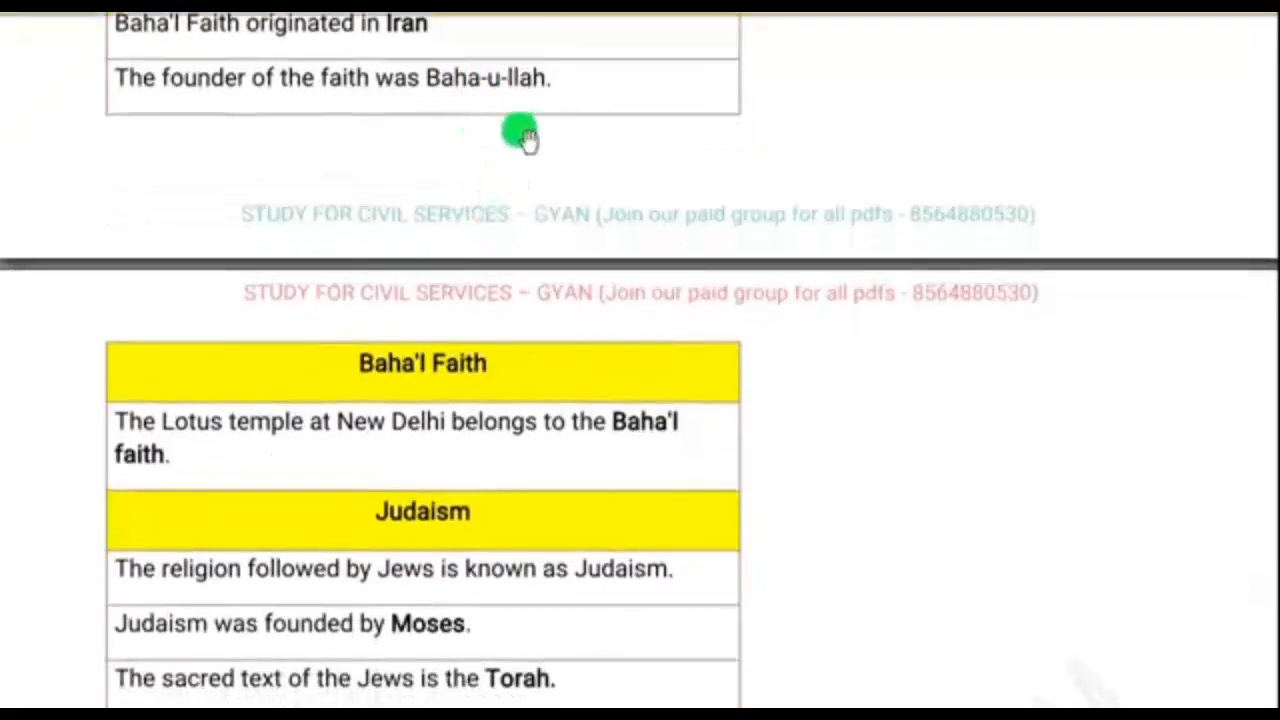 Baha'l Faith originated in Iran
The founder of the faith was Baha-u-llah.
STUDY FOR CIVIL SERVICES – GYAN (Join our paid group for all pdfs - 8564880530)
STUDY FOR CIVIL SERVICES – GYAN (Join our paid group for all pdfs - 8564880530)
Baha'l Faith
The Lotus temple at New Delhi belongs to the Baha'l
faith.
Judaism
The religion followed by Jews is known as Judaism.
Judaism was founded by Moses.
The sacred text of the Jews is the Torah.